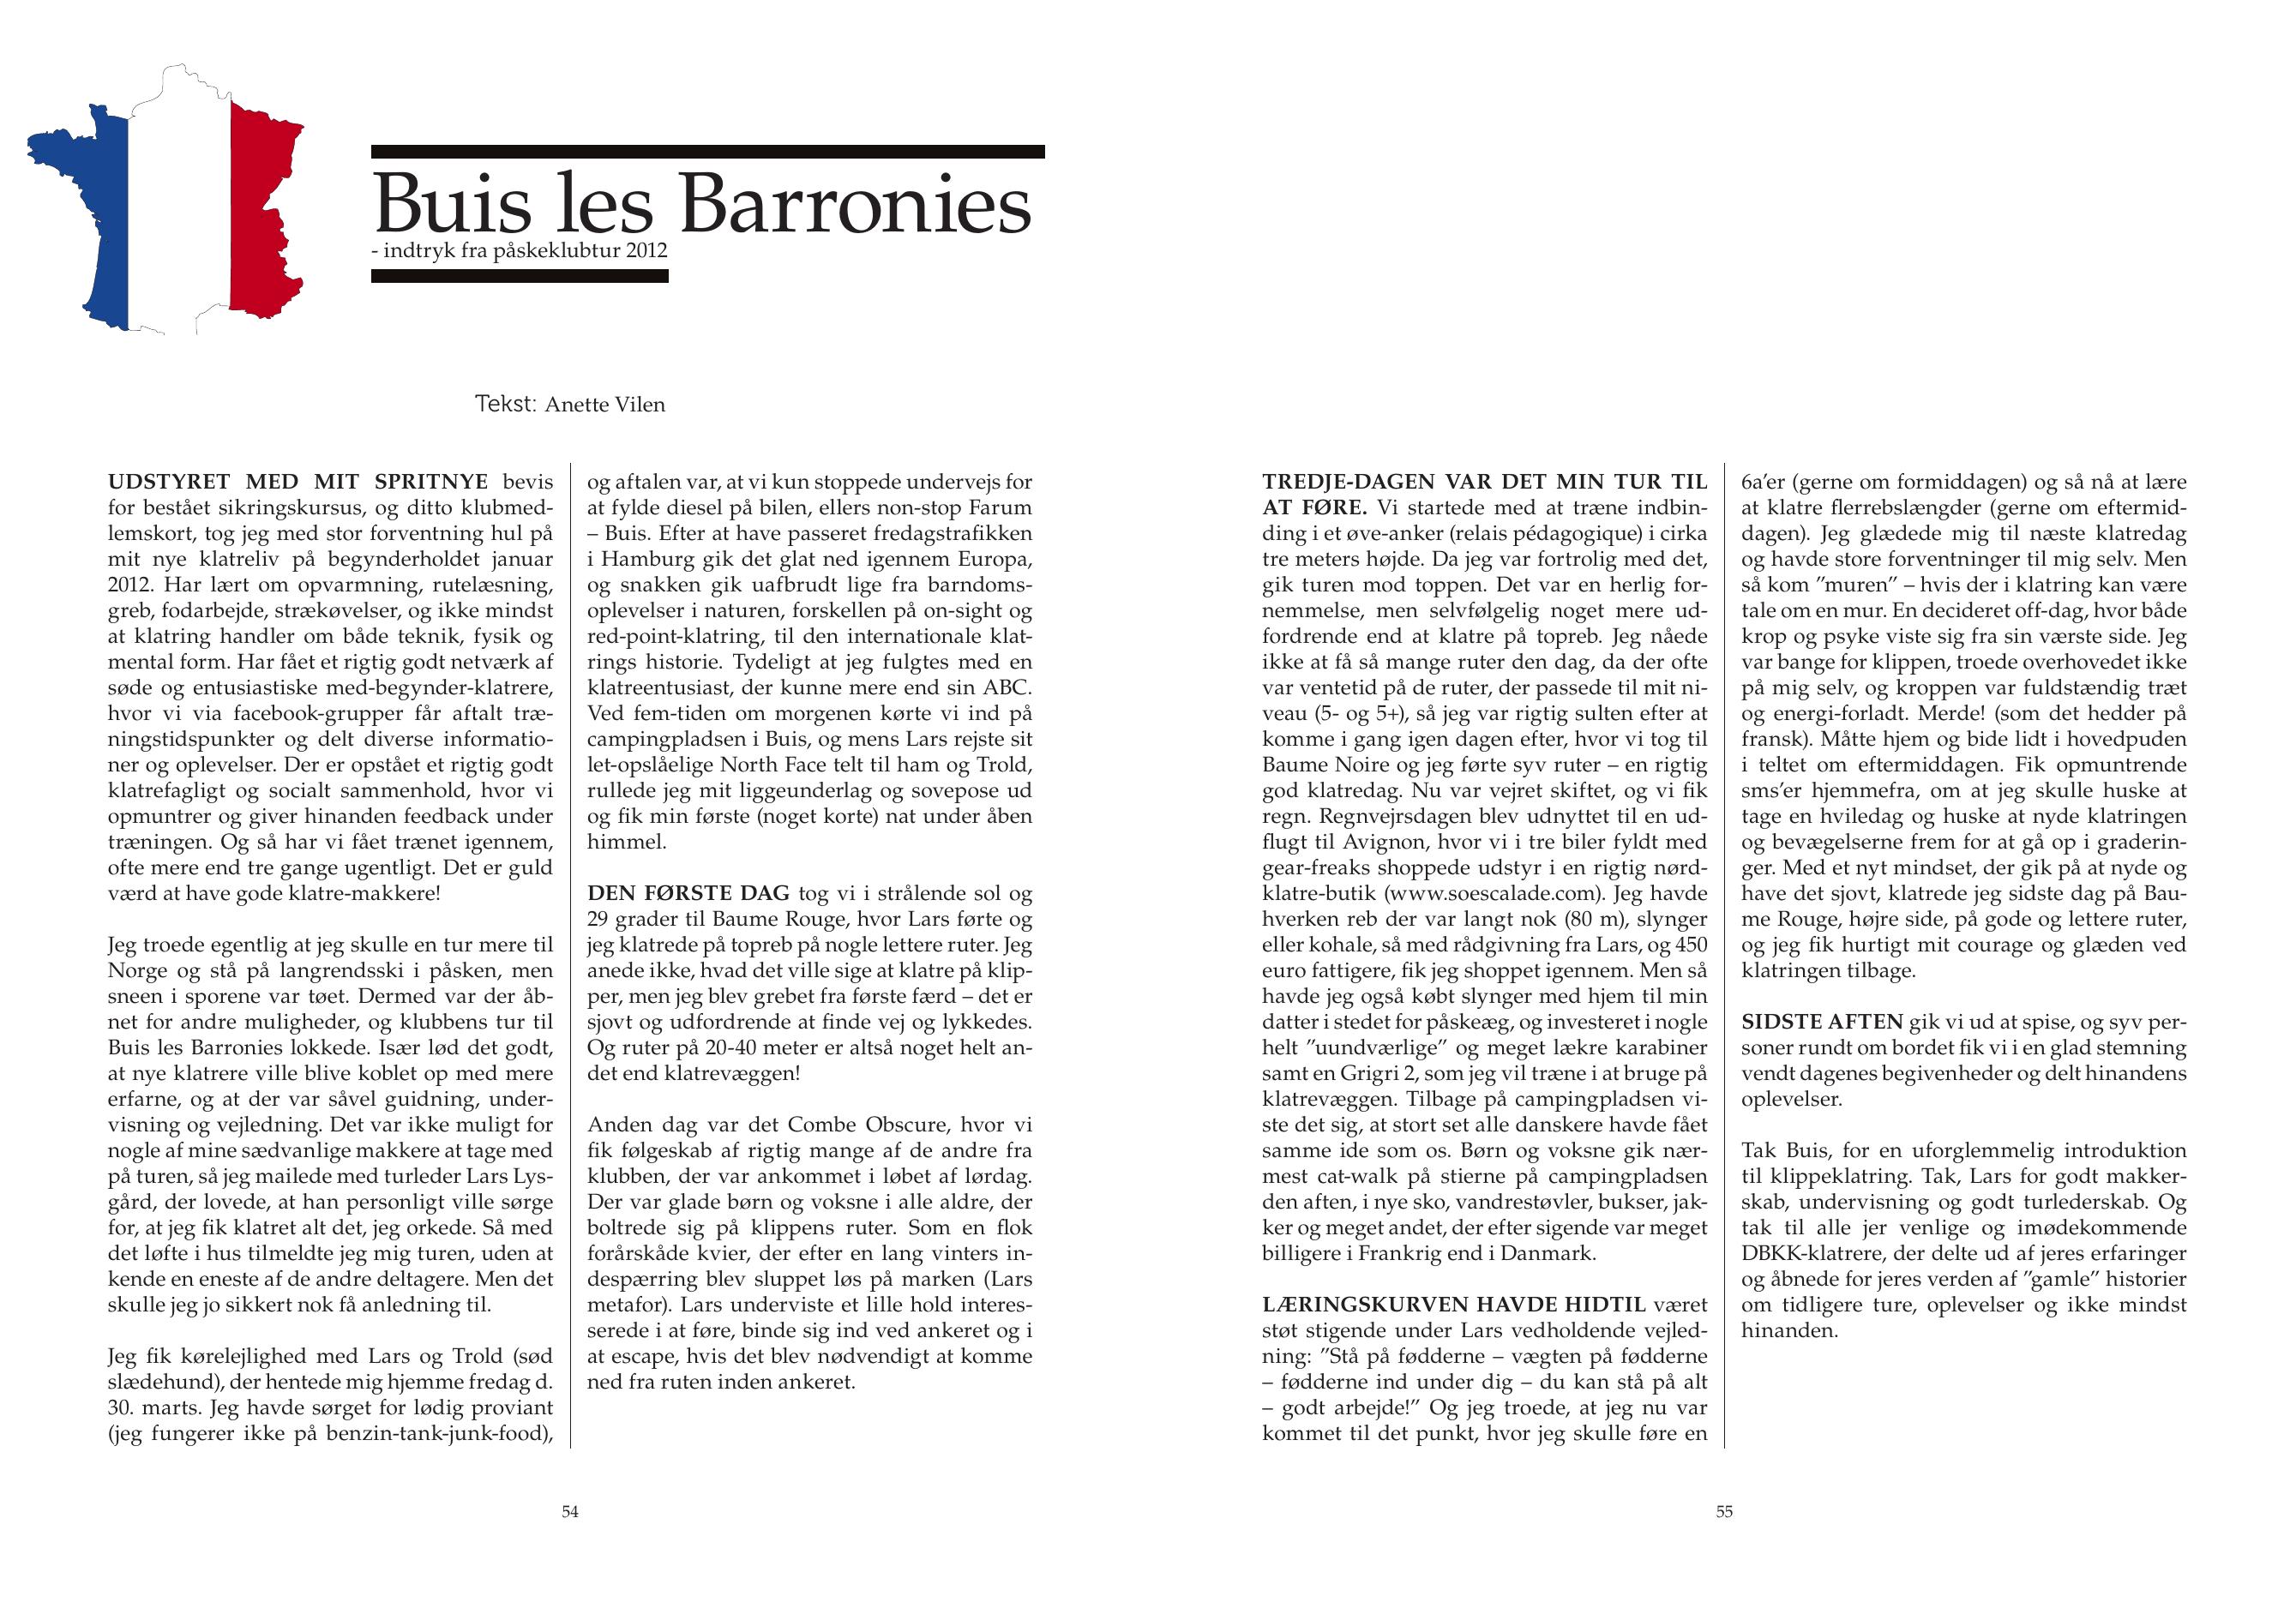 Buis les Barronies
- indtryk fra påskeklubtur 2012
Tekst: Anette Vilen
UDSTYRET MED MIT SPRITNYE bevis
for bestået sikringskursus, og ditto klubmed-
lemskort, tog jeg med stor forventning hul på
mit nye klatreliv på begynderholdet januar
2012. Har lært om opvarmning, rutelæsning,
greb, fodarbejde, strækøvelser, og ikke mindst
at klatring handler om både teknik, fysik og
mental form. Har fået et rigtig godt netværk af
søde og entusiastiske med-begynder-klatrere,
hvor vi via facebook-grupper får aftalt træ-
ningstidspunkter og delt diverse informatio-
ner og oplevelser. Der er opstået et rigtig godt
klatrefagligt og socialt sammenhold, hvor vi
opmuntrer og giver hinanden feedback under
træningen. Og så har vi fået trænet igennem,
ofte mere end tre gange ugentligt. Det er guld
værd at have gode klatre-makkere!
Jeg troede egentlig at jeg skulle en tur mere til
Norge og stå på langrendsski i påsken, men
sneen i sporene var tøet. Dermed var der åb-
net for andre muligheder, og klubbens tur til
Buis les Barronies lokkede. Især lød det godt,
at nye klatrere ville blive koblet op med mere
erfarne, og at der var såvel guidning, under-
visning og vejledning. Det var ikke muligt for
nogle af mine sædvanlige makkere at tage med
på turen, så jeg mailede med turleder Lars Lys-
gård, der lovede, at han personligt ville sørge
for, at jeg fik klatret alt det, jeg orkede. Så med
det løfte i hus tilmeldte jeg mig turen, uden at
kende en eneste af de andre deltagere. Men det
skulle jeg jo sikkert nok få anledning til.
Jeg fik kørelejlighed med Lars og Trold (sød
slædehund), der hentede mig hjemme fredag d.
30. marts. Jeg havde sørget for lødig proviant
(jeg fungerer ikke på benzin-tank-junk-food),
og aftalen var, at vi kun stoppede undervejs for
at fylde diesel på bilen, ellers non-stop Farum
– Buis. Efter at have passeret fredagstrafikken
i Hamburg gik det glat ned igennem Europa,
og snakken gik uafbrudt lige fra barndoms-
oplevelser i naturen, forskellen på on-sight og
red-point-klatring, til den internationale klat-
rings historie. Tydeligt at jeg fulgtes med en
klatreentusiast, der kunne mere end sin ABC.
Ved fem-tiden om morgenen kørte vi ind på
campingpladsen i Buis, og mens Lars rejste sit
let-opslåelige North Face telt til ham og Trold,
rullede jeg mit liggeunderlag og sovepose ud
og fik min første (noget korte) nat under åben
himmel.
DEN FØRSTE DAG tog vi i strålende sol og
29 grader til Baume Rouge, hvor Lars førte og
jeg klatrede på topreb på nogle lettere ruter. Jeg
anede ikke, hvad det ville sige at klatre på klip-
per, men jeg blev grebet fra første færd – det er
sjovt og udfordrende at finde vej og lykkedes.
Og ruter på 20-40 meter er altså noget helt an-
det end klatrevæggen!
Anden dag var det Combe Obscure, hvor vi
fik følgeskab af rigtig mange af de andre fra
klubben, der var ankommet i løbet af lørdag.
Der var glade børn og voksne i alle aldre, der
boltrede sig på klippens ruter. Som en flok
forårskåde kvier, der efter en lang vinters in-
despærring blev sluppet løs på marken (Lars
metafor). Lars underviste et lille hold interes-
serede i at føre, binde sig ind ved ankeret og i
at escape, hvis det blev nødvendigt at komme
ned fra ruten inden ankeret.
54
TREDJE-DAGEN VAR DET MIN TUR TIL
AT FØRE. Vi startede med at træne indbin-
ding i et øve-anker (relais pédagogique) i cirka
tre meters højde. Da jeg var fortrolig med det,
gik turen mod toppen. Det var en herlig for-
nemmelse, men selvfølgelig noget mere ud-
fordrende end at klatre på topreb. Jeg nåede
ikke at få så mange ruter den dag, da der ofte
var ventetid på de ruter, der passede til mit ni-
veau (5- og 5+), så jeg var rigtig sulten efter at
komme i gang igen dagen efter, hvor vi tog til
Baume Noire og jeg førte syv ruter – en rigtig
god klatredag. Nu var vejret skiftet, og vi fik
regn. Regnvejrsdagen blev udnyttet til en ud-
flugt til Avignon, hvor vi i tre biler fyldt med
gear-freaks shoppede udstyr i en rigtig nørd-
klatre-butik (www.soescalade.com). Jeg havde
hverken reb der var langt nok (80 m), slynger
eller kohale, så med rådgivning fra Lars, og 450
euro fattigere, fik jeg shoppet igennem. Men så
havde jeg også købt slynger med hjem til min
datter i stedet for påskeæg, og investeret i nogle
helt ”uundværlige” og meget lækre karabiner
samt en Grigri 2, som jeg vil træne i at bruge på
klatrevæggen. Tilbage på campingpladsen vi-
ste det sig, at stort set alle danskere havde fået
samme ide som os. Børn og voksne gik nær-
mest cat-walk på stierne på campingpladsen
den aften, i nye sko, vandrestøvler, bukser, jak-
ker og meget andet, der efter sigende var meget
billigere i Frankrig end i Danmark.
LÆRINGSKURVEN HAVDE HIDTIL været
støt stigende under Lars vedholdende vejled-
ning: ”Stå på fødderne – vægten på fødderne
– fødderne ind under dig – du kan stå på alt
– godt arbejde!” Og jeg troede, at jeg nu var
kommet til det punkt, hvor jeg skulle føre en
6a’er (gerne om formiddagen) og så nå at lære
at klatre flerrebslængder (gerne om eftermid-
dagen). Jeg glædede mig til næste klatredag
og havde store forventninger til mig selv. Men
så kom ”muren” – hvis der i klatring kan være
tale om en mur. En decideret off-dag, hvor både
krop og psyke viste sig fra sin værste side. Jeg
var bange for klippen, troede overhovedet ikke
på mig selv, og kroppen var fuldstændig træt
og energi-forladt. Merde! (som det hedder på
fransk). Måtte hjem og bide lidt i hovedpuden
i teltet om eftermiddagen. Fik opmuntrende
sms’er hjemmefra, om at jeg skulle huske at
tage en hviledag og huske at nyde klatringen
og bevægelserne frem for at gå op i graderin-
ger. Med et nyt mindset, der gik på at nyde og
have det sjovt, klatrede jeg sidste dag på Bau-
me Rouge, højre side, på gode og lettere ruter,
og jeg fik hurtigt mit courage og glæden ved
klatringen tilbage.
SIDSTE AFTEN gik vi ud at spise, og syv per-
soner rundt om bordet fik vi i en glad stemning
vendt dagenes begivenheder og delt hinandens
oplevelser.
Tak Buis, for en uforglemmelig introduktion
til klippeklatring. Tak, Lars for godt makker-
skab, undervisning og godt turlederskab. Og
tak til alle jer venlige og imødekommende
DBKK-klatrere, der delte ud af jeres erfaringer
og åbnede for jeres verden af ”gamle” historier
om tidligere ture, oplevelser og ikke mindst
hinanden.
55